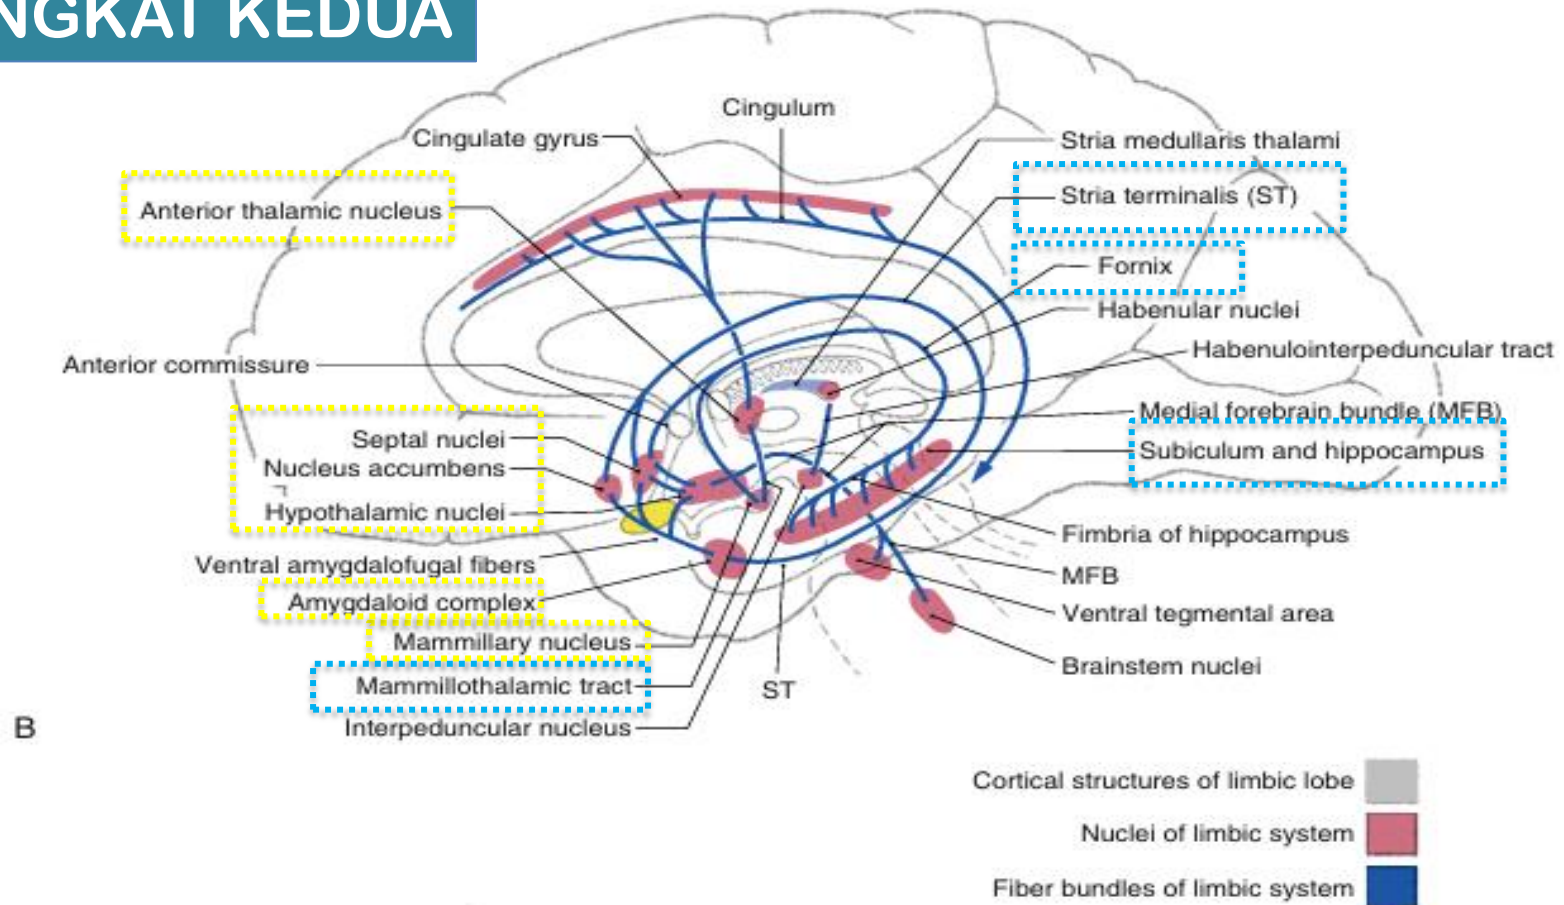 NGKAT KEDUA
Cingulum
Cingulate gyrus
Stria medullaris thalami
Stria terminalis (ST)
Anterior thalamic nucleus
Fornix
Habenular nuclei
Habenulointerpeduncular tract
Anterior commissure
Medial forebrain bundle (MFB)
Septal nuclei
Subiculum and hippocampus
Nucleus accumbens
Hypothalamic nuclei
Fimbria of hippocampus
Ventral amygdalofugal fibers
MFB
Amygdaloid complex
Ventral tegmental area
Mammillary nucleus
Brainstem nuclei
Mammillothalamic tract
ST
Interpeduncular nucleus
B
Cortical structures of limbic lobe
Nuclei of limbic system
Fiber bundles of limbic system